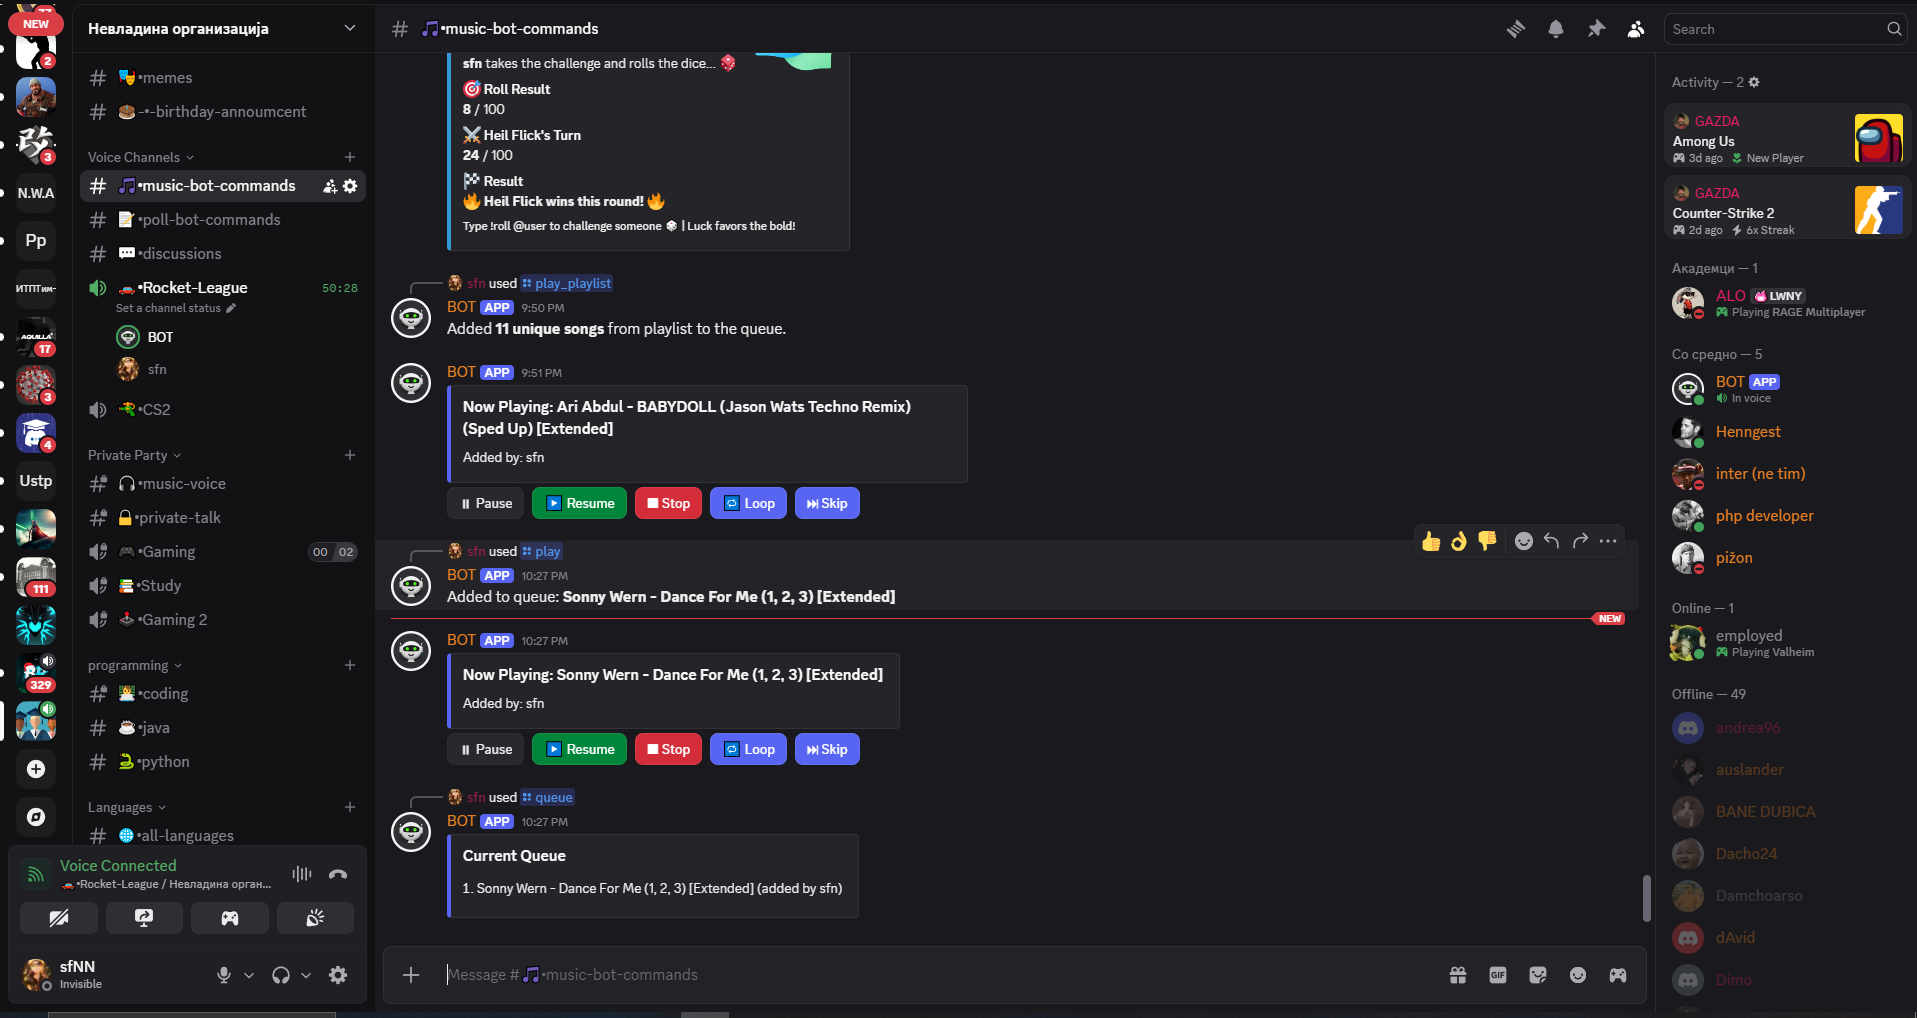 NEW
2
3
N.W.A
Pp
ИТПТим-
AQUILLA
17
3
4
Ustp
111
329
Невладина организација
•memes
-•-birthday-announcent
Voice Channels
•music-bot-commands
•poll-bot-commands
•discussions
•Rocket-League
50:28
Set a channel status
BOT
sfn
•CS2
Private Party
•music-voice
•private-talk
•Gaming
00 02
•Study
•Gaming 2
programming
•coding
•java
•python
Languages
•all-languages
Voice Connected
•Rocket-League / Невладина орган...
sfNN
Invisible
# •music-bot-commands
sfn takes the challenge and rolls the dice...
Roll Result
8 / 100
Heil Flick's Turn
24 / 100
Result
Heil Flick wins this round!
Type !roll @user to challenge someone | Luck favors the bold!
sfn used play_playlist
BOT APP 9:50 PM
Added 11 unique songs from playlist to the queue.
BOT APP 9:51 PM
Now Playing: Ari Abdul - BABYDOLL (Jason Wats Techno Remix)
(Sped Up) [Extended]
Added by: sfn
Pause Resume Stop Loop Skip
sfn used play
BOT APP 10:27 PM
Added to queue: Sonny Wern - Dance For Me (1, 2, 3) [Extended]
NEW
BOT APP 10:27 PM
Now Playing: Sonny Wern - Dance For Me (1, 2, 3) [Extended]
Added by: sfn
Pause Resume Stop Loop Skip
sfn used queue
BOT APP 10:27 PM
Current Queue
1. Sonny Wern - Dance For Me (1, 2, 3) [Extended] (added by sfn)
Message # •music-bot-commands
GIF
Search
Activity — 2
GAZDA
Among Us
3d ago New Player
GAZDA
Counter-Strike 2
2d ago 6x Streak
Академци — 1
ALO LWNY
Playing RAGE Multiplayer
Со средно — 5
BOT APP
In voice
Henngest
inter (ne tim)
php developer
pižon
Online — 1
employed
Playing Valheim
Offline — 49
andrea96
auslander
BANE DUBICA
Dacho24
Damchoarso
dAvid
Dimo